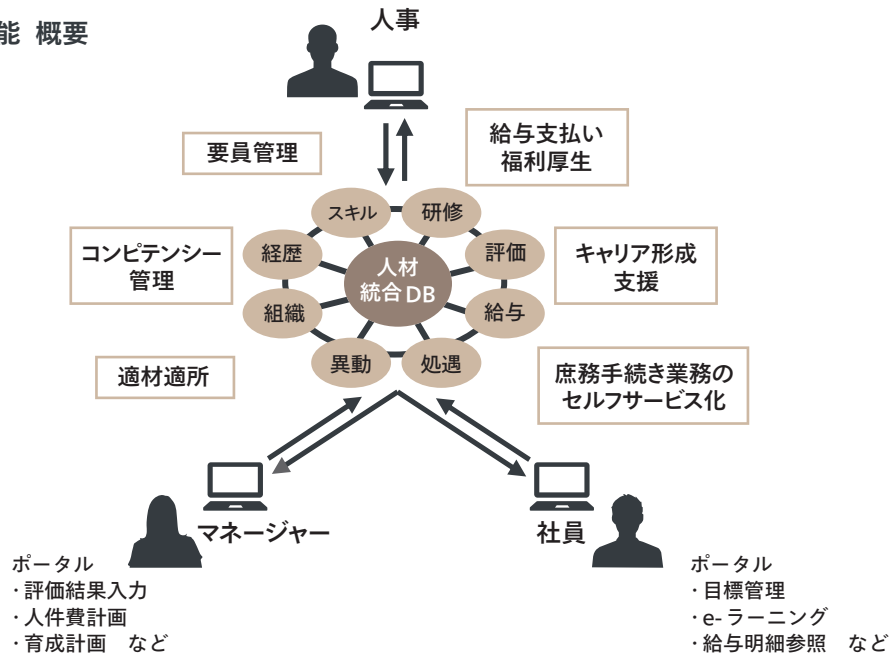 能 概要
人事
要員管理
給与支払い
福利厚生
スキル
研修
コンピテンシー
管理
経歴
人材
統合DB
評価
キャリア形成
支援
組織
給与
異動
処遇
適材適所
庶務手続き業務の
セルフサービス化
マネージャー
社員
ポータル
・評価結果入力
・人件費計画
・育成計画　など
ポータル
・目標管理
・e-ラーニング
・給与明細参照　など